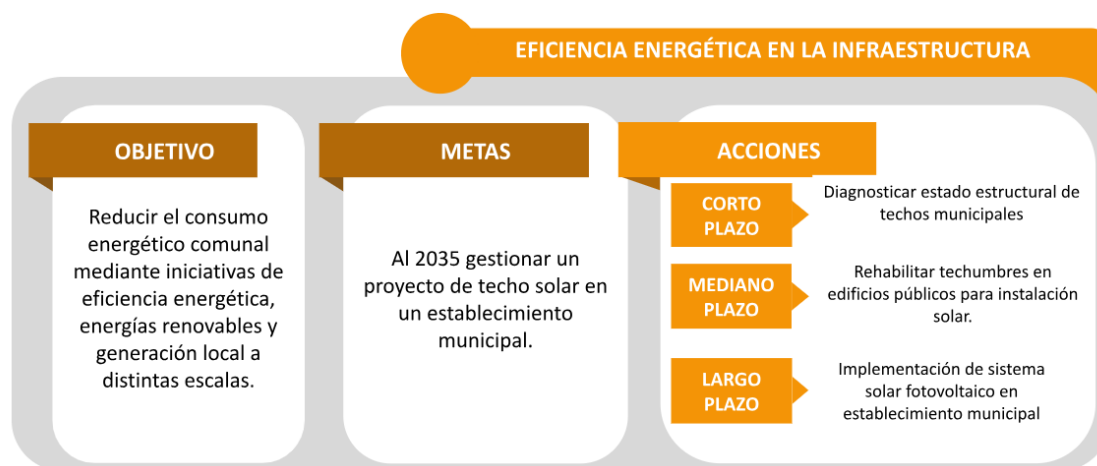 EFICIENCIA ENERGÉTICA EN LA INFRAESTRUCTURA
OBJETIVO
Reducir el consumo
energético comunal
mediante iniciativas de
eficiencia energética,
energías renovables y
generación local a
distintas escalas.
METAS
Al 2035 gestionar un
proyecto de techo solar en
un establecimiento
municipal.
ACCIONES
CORTO
PLAZO
Diagnosticar estado estructural de
techos municipales
MEDIANO
PLAZO
Rehabilitar techumbres en
edificios públicos para instalación
solar.
LARGO
PLAZO
Implementación de sistema
solar fotovoltaico en
establecimiento municipal